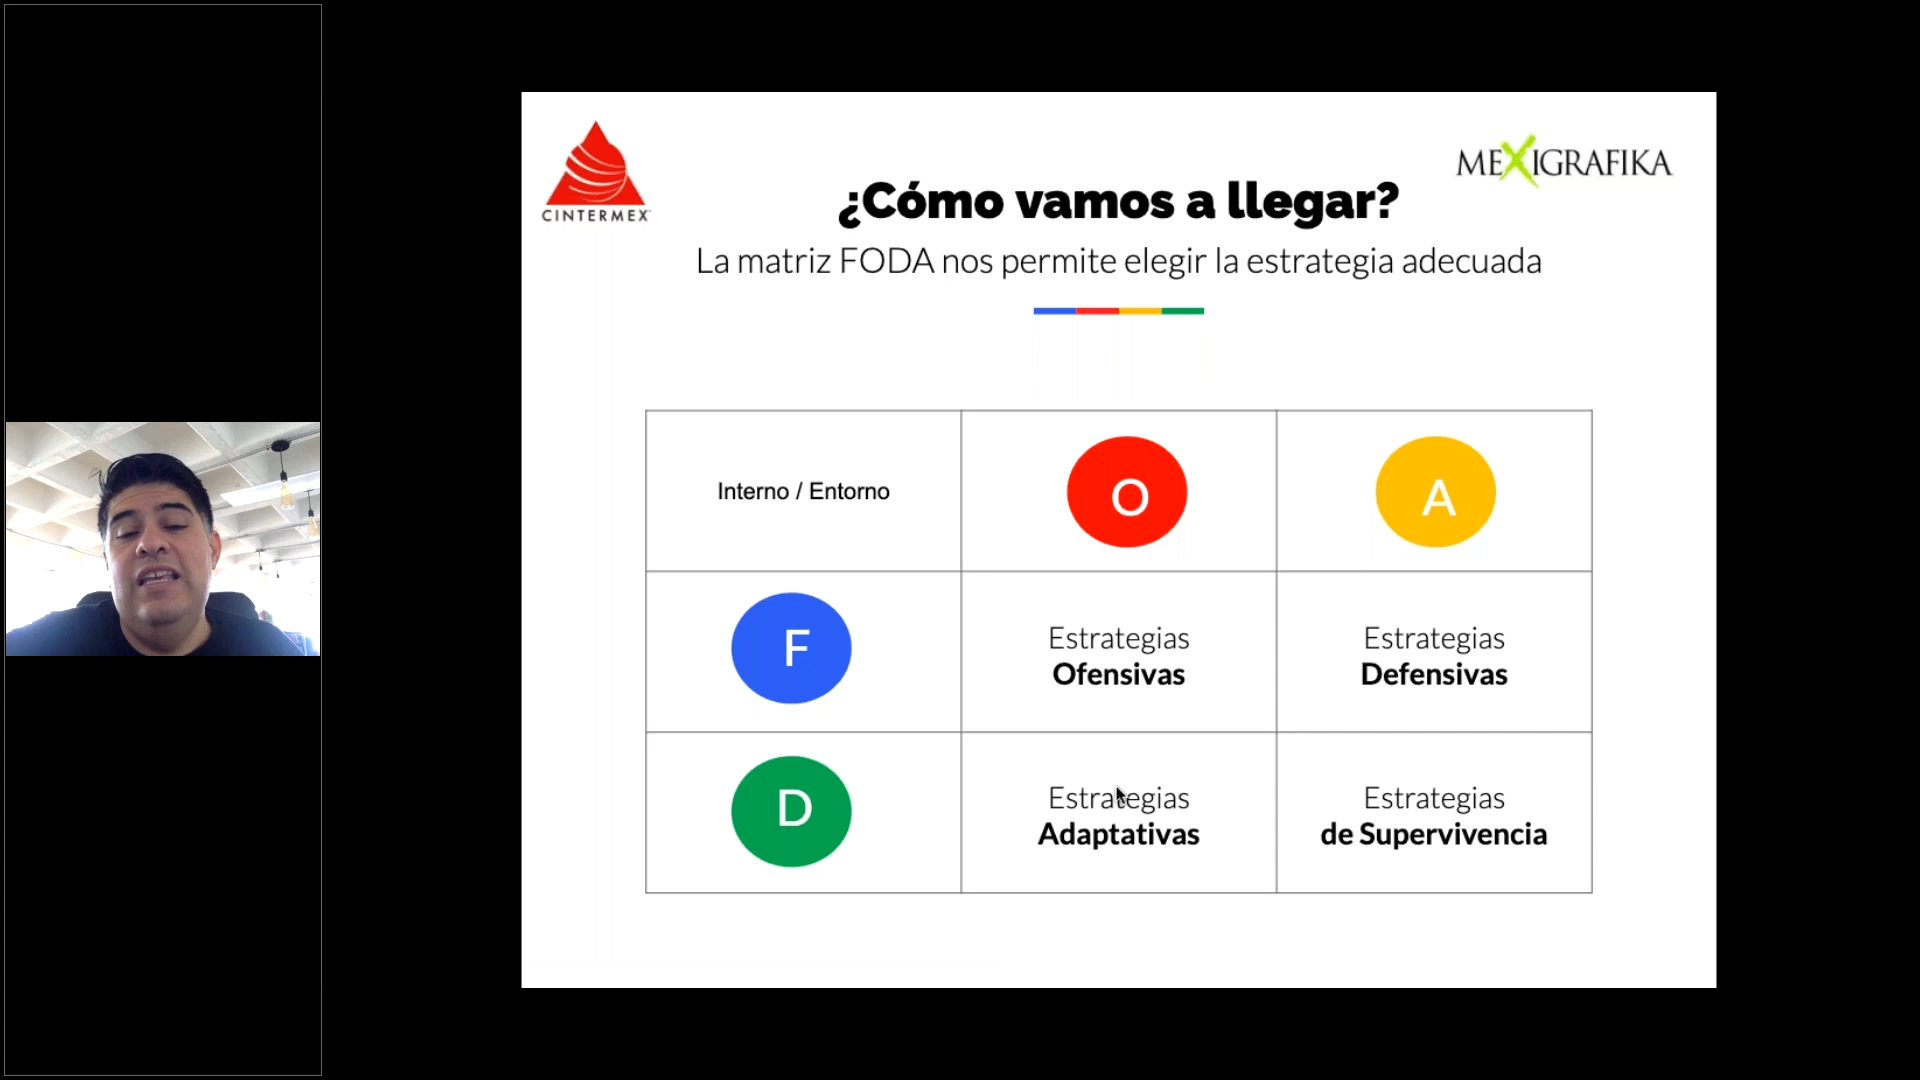 CINTERMEX
MEXIGRAFIKA
¿Cómo vamos a llegar?
La matriz FODA nos permite elegir la estrategia adecuada
Interno / Entorno
O
A
F
Estrategias
Ofensivas
Estrategias
Defensivas
D
Estrategias
Adaptativas
Estrategias
de Supervivencia